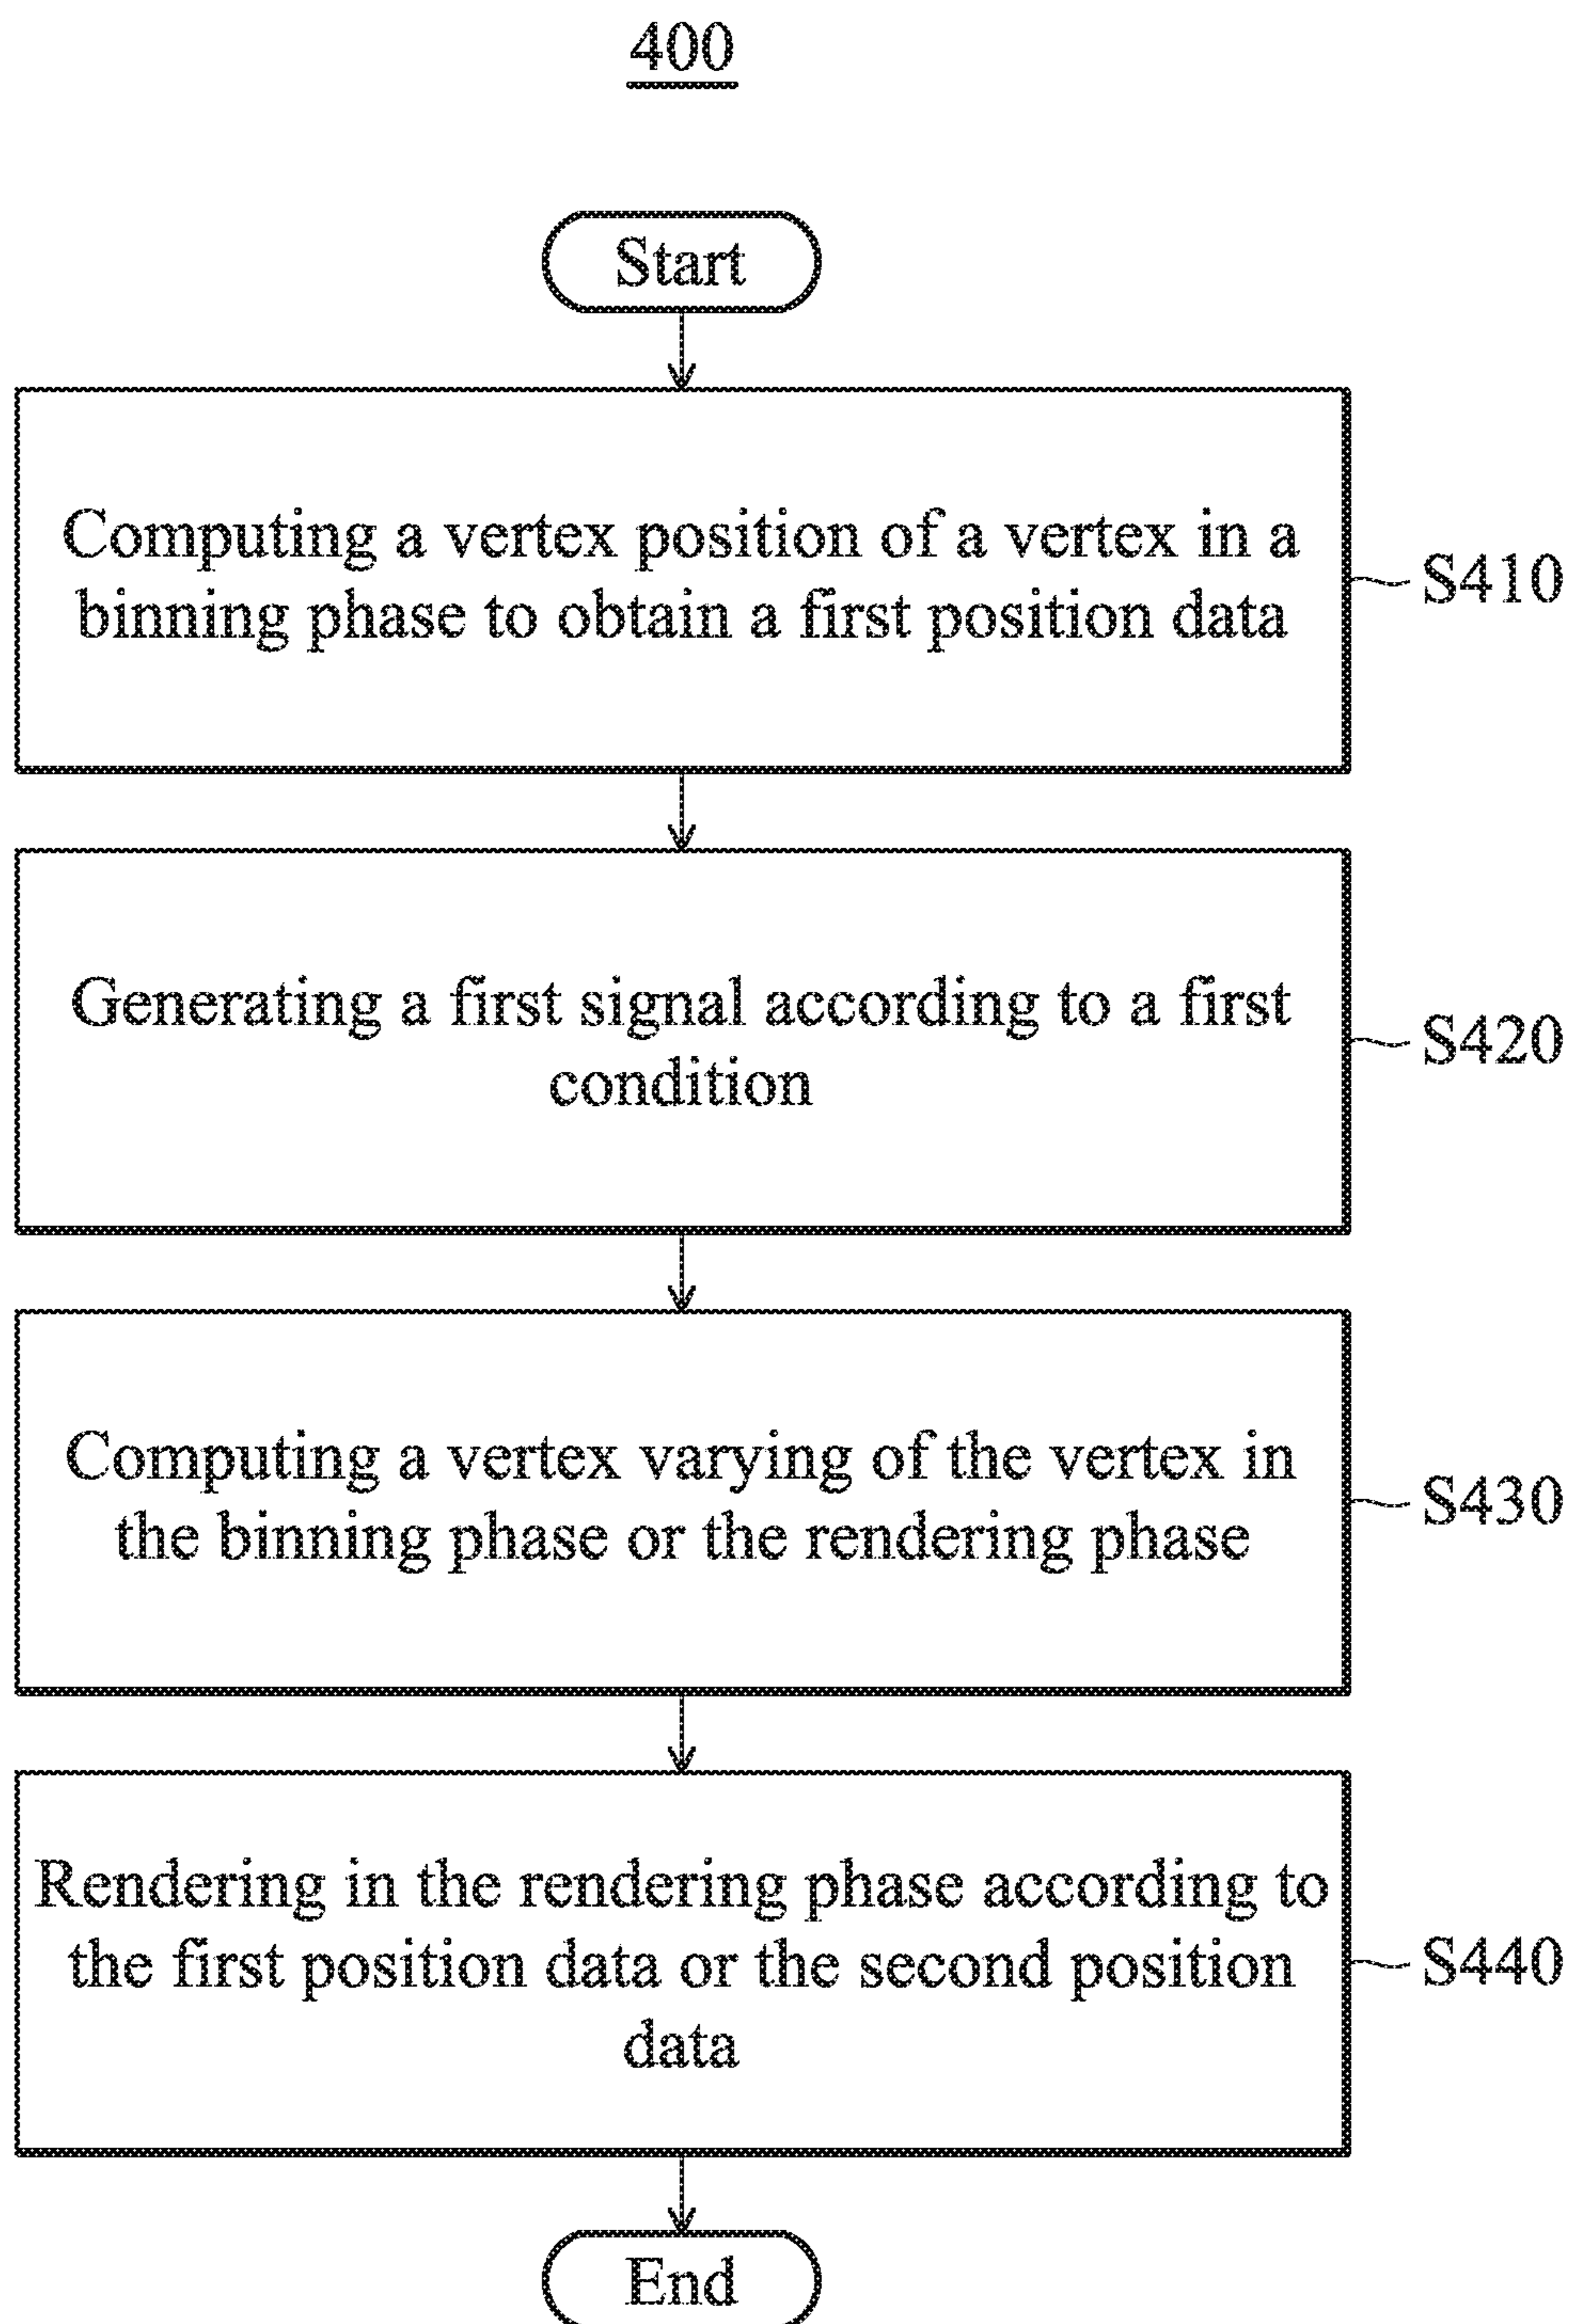 400
Start
Computing a vertex position of a vertex in a
binning phase to obtain a first position data
S410
Generating a first signal according to a first
condition
S420
Computing a vertex varying of the vertex in
the binning phase or the rendering phase
S430
Rendering in the rendering phase according to
the first position data or the second position
data
S440
End